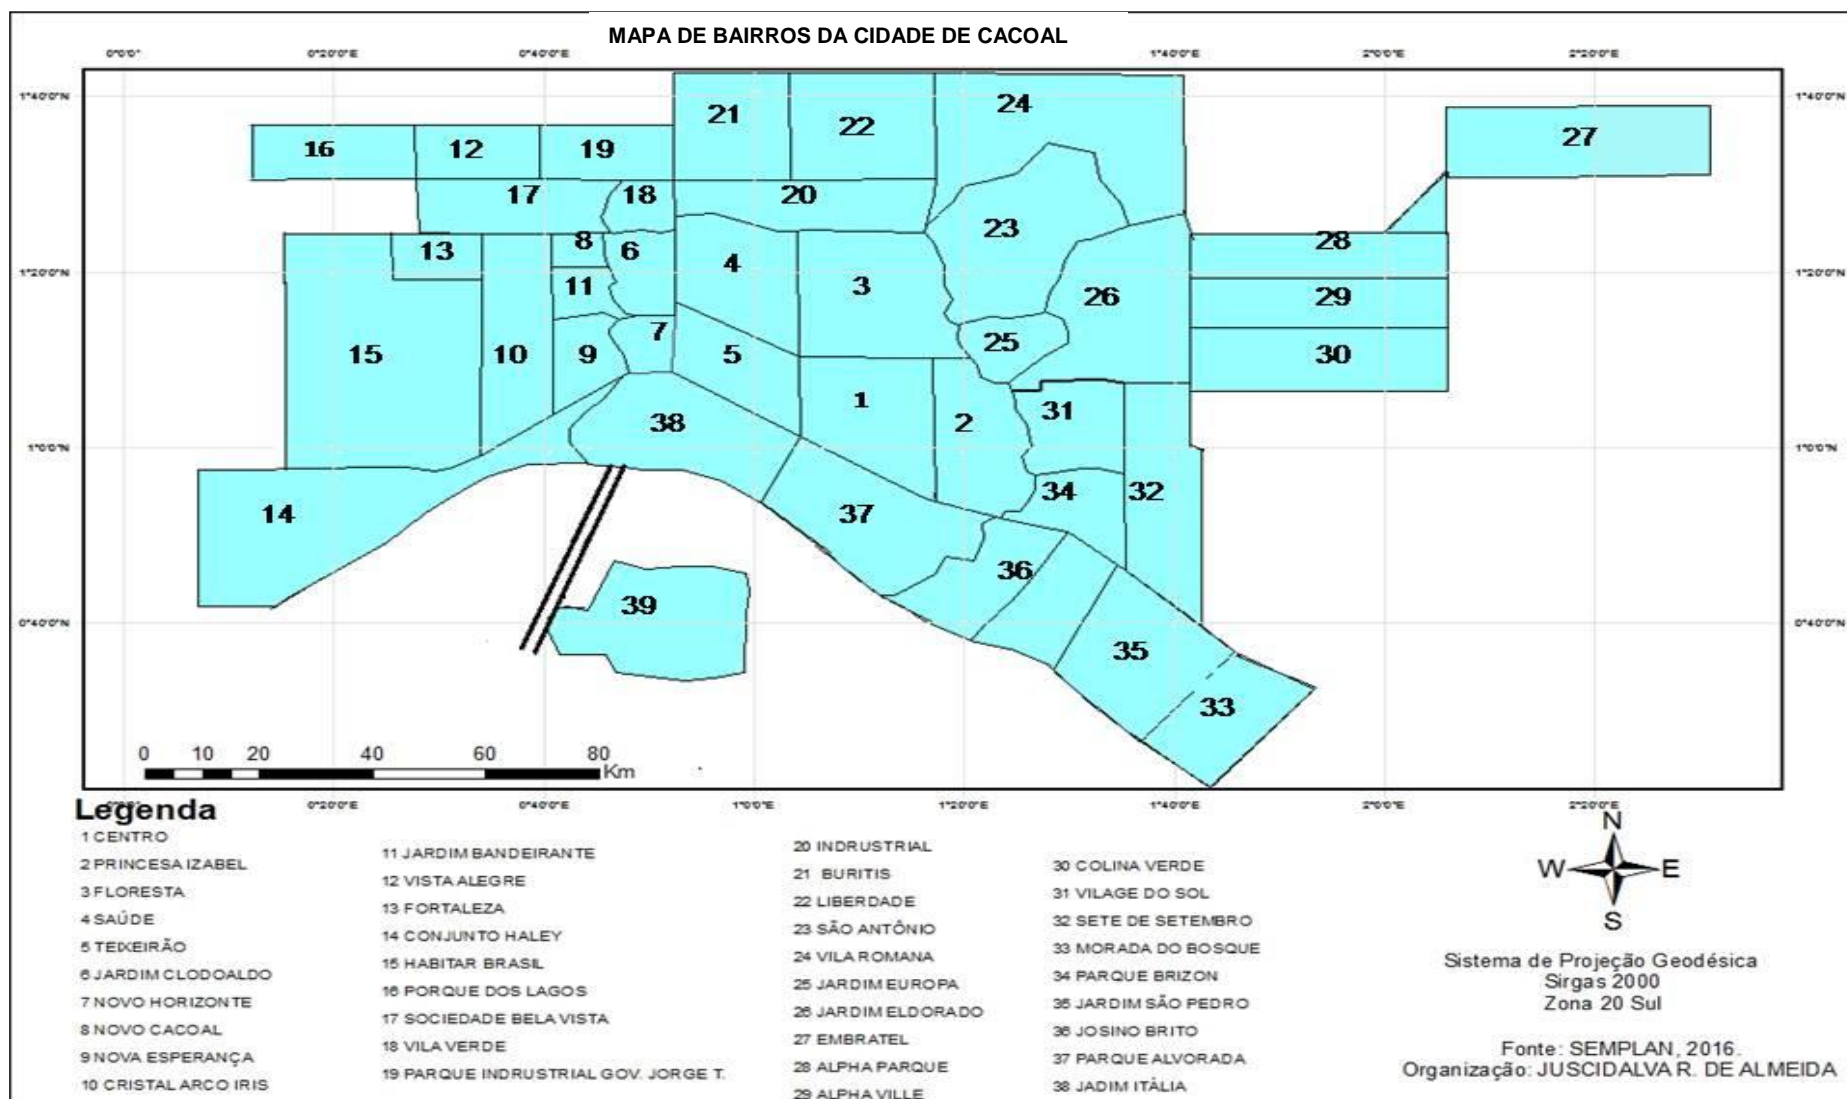 MAPA DE BAIRROS DA CIDADE DE CACOAL
0°0'0" 0°20'0"E 0°40'0"E 1°40'0"E 2°0'0"E 2°20'0"E
1°40'0"N 1°40'0"N
21 22 24 27
16 12 19
17 18 20
23
13 8 6 4 3 28
1°20'0"N 1°20'0"N
11 26 29
15 10 9 7 5 25 30
1 31
38 2
1°0'0"N 1°0'0"N
14 37 34 32
36
39
0°40'0"N 0°40'0"N
35
33
0 10 20 40 60 80
Km
0°20'0"E 0°40'0"E 1°0'0"E 1°20'0"E 1°40'0"E 2°0'0"E 2°20'0"E
Legenda
1 CENTRO
2 PRINCESA IZABEL
3 FLORESTA
4 SAÚDE
5 TEIXEIRÃO
6 JARDIM CLODOALDO
7 NOVO HORIZONTE
8 NOVO CACOAL
9 NOVA ESPERANÇA
10 CRISTAL ARCO IRIS
11 JARDIM BANDEIRANTE
12 VISTA ALEGRE
13 FORTALEZA
14 CONJUNTO HALEY
15 HABITAR BRASIL
16 PORQUE DOS LAGOS
17 SOCIEDADE BELA VISTA
18 VILA VERDE
19 PARQUE INDRUSTRIAL GOV. JORGE T.
20 INDRUSTRIAL
21 BURITIS
22 LIBERDADE
23 SÃO ANTÔNIO
24 VILA ROMANA
25 JARDIM EUROPA
26 JARDIM ELDORADO
27 EMBRATEL
28 ALPHA PARQUE
29 ALPHA VILLE
30 COLINA VERDE
31 VILAGE DO SOL
32 SETE DE SETEMBRO
33 MORADA DO BOSQUE
34 PARQUE BRIZON
35 JARDIM SÃO PEDRO
36 JOSINO BRITO
37 PARQUE ALVORADA
38 JADIM ITÁLIA
N
W E
S
Sistema de Projeção Geodésica
Sirgas 2000
Zona 20 Sul
Fonte: SEMPLAN, 2016.
Organização: JUSCIDALVA R. DE ALMEIDA